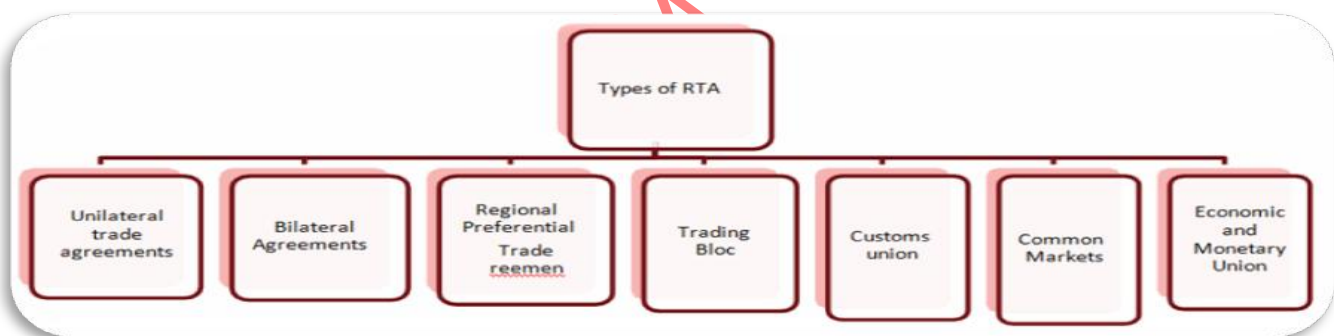 Types of RTA
Unilateral
trade
agreements
Bilateral
Agreements
Regional
Preferential
Trade
reemen
Trading
Bloc
Customs
union
Common
Markets
Economic
and
Monetary
Union